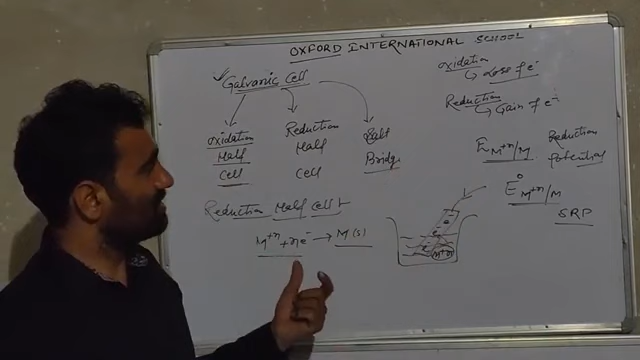 OXFORD INTERNATIONAL SCHOOL
Galvanic Cell
oxidation
Half
Cell
Reduction
Half
Cell
Salt
Bridge
Reduction Half Cell
M⁺ⁿ + ne⁻ → M(s)
oxidation
↳ Loss of e⁻
Reduction
↳ Gain of e⁻
E M⁺ⁿ/M Reduction
Potential
E° M⁺ⁿ/M
SRP
M⁺ⁿ